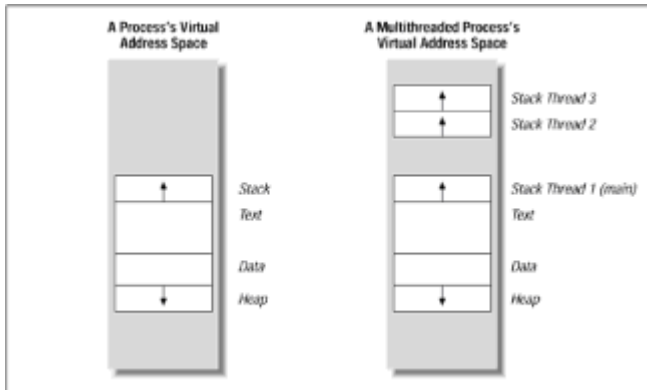 A Process's Virtual
Address Space
Stack
Text
Data
Heap
A Multithreaded Process's
Virtual Address Space
Stack Thread 3
Stack Thread 2
Stack Thread 1 (main)
Text
Data
Heap